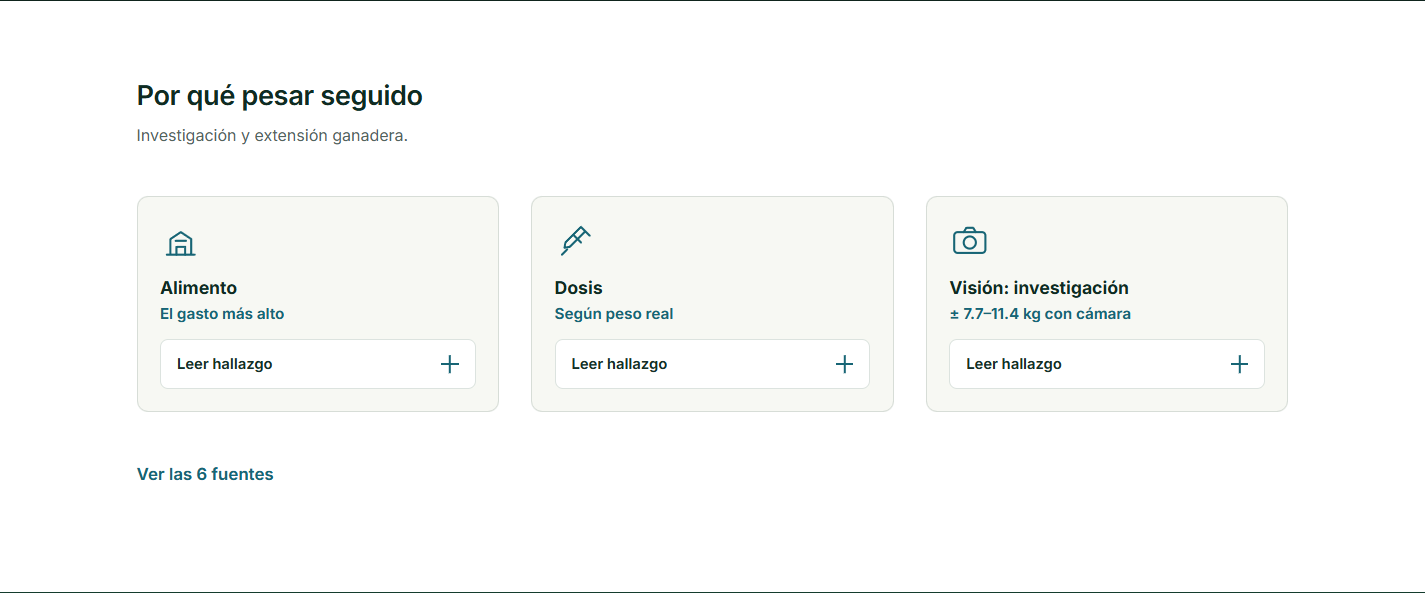 Por qué pesar seguido
Investigación y extensión ganadera.
Alimento
El gasto más alto
Leer hallazgo
Dosis
Según peso real
Leer hallazgo
Visión: investigación
± 7.7–11.4 kg con cámara
Leer hallazgo
Ver las 6 fuentes